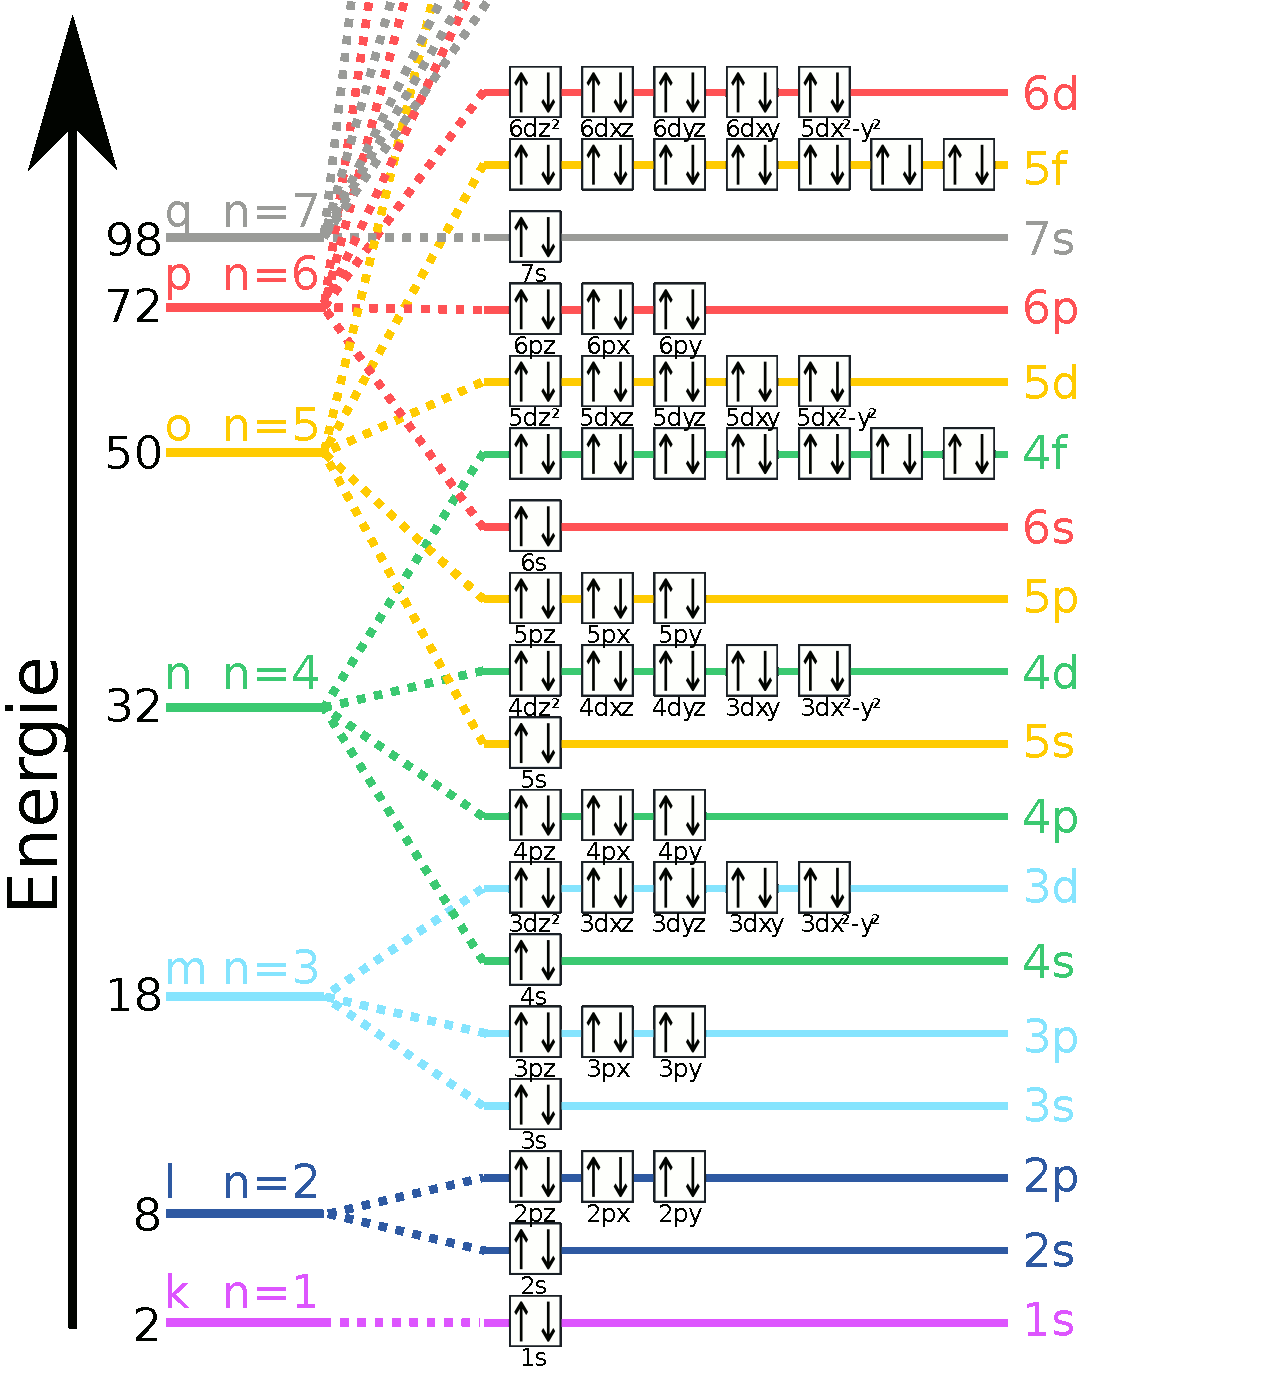 6d
6dz² 6dxz 6dyz 6dxy 5dx²-y²
5f
q n=7
98
7s
7s
p n=6
72
6p
6pz 6px 6py
5d
5dz² 5dxz 5dyz 5dxy 5dx²-y²
o n=5
50
4f
6s
6s
5p
5pz 5px 5py
n n=4
32
4d
4dz² 4dxz 4dyz 3dxy 3dx²-y²
5s
5s
4p
4pz 4px 4py
Energie
3d
3dz² 3dxz 3dyz 3dxy 3dx²-y²
m n=3
18
4s
4s
3p
3pz 3px 3py
3s
3s
l n=2
8
2p
2pz 2px 2py
2s
2s
k n=1
2
1s
1s